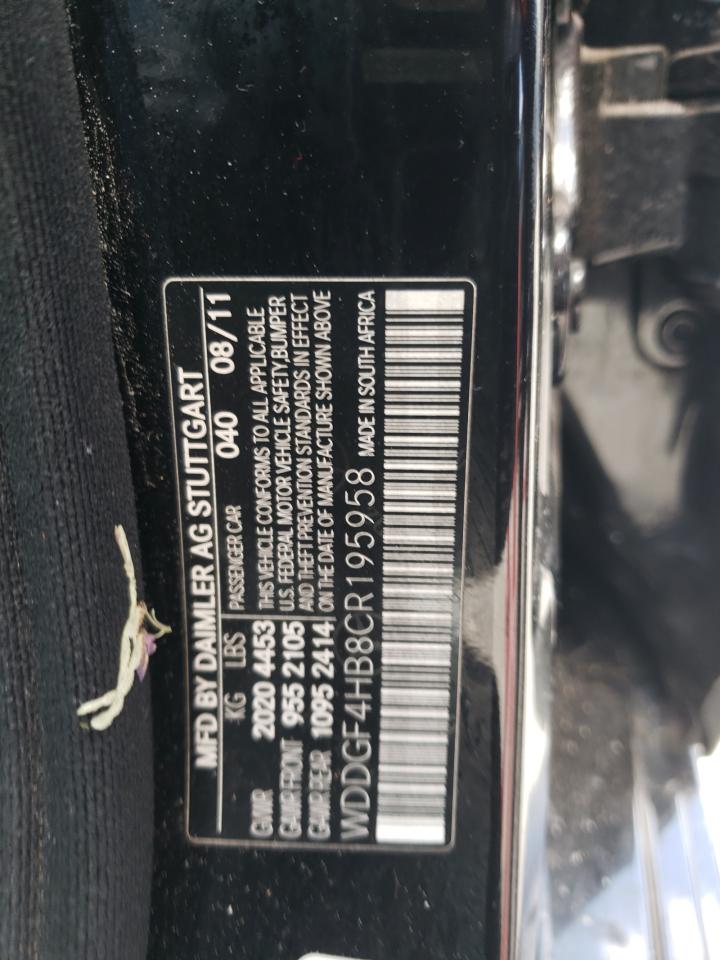 MFD BY DAIMLER AG STUTTGART
KG LBS PASSENGER CAR 040 08/11
GMR 2020 4453 THIS VEHICLE CONFORMS TO ALL APPLICABLE
GAWR FRONT 955 2105 U.S. FEDERAL MOTOR VEHICLE SAFETY,BUMPER
GAWR REAR 1095 2414 AND THEFT PREVENTION STANDARDS IN EFFECT
ON THE DATE OF MANUFACTURE SHOWN ABOVE
WDDGF4HB8CR195958 MADE IN SOUTH AFRICA